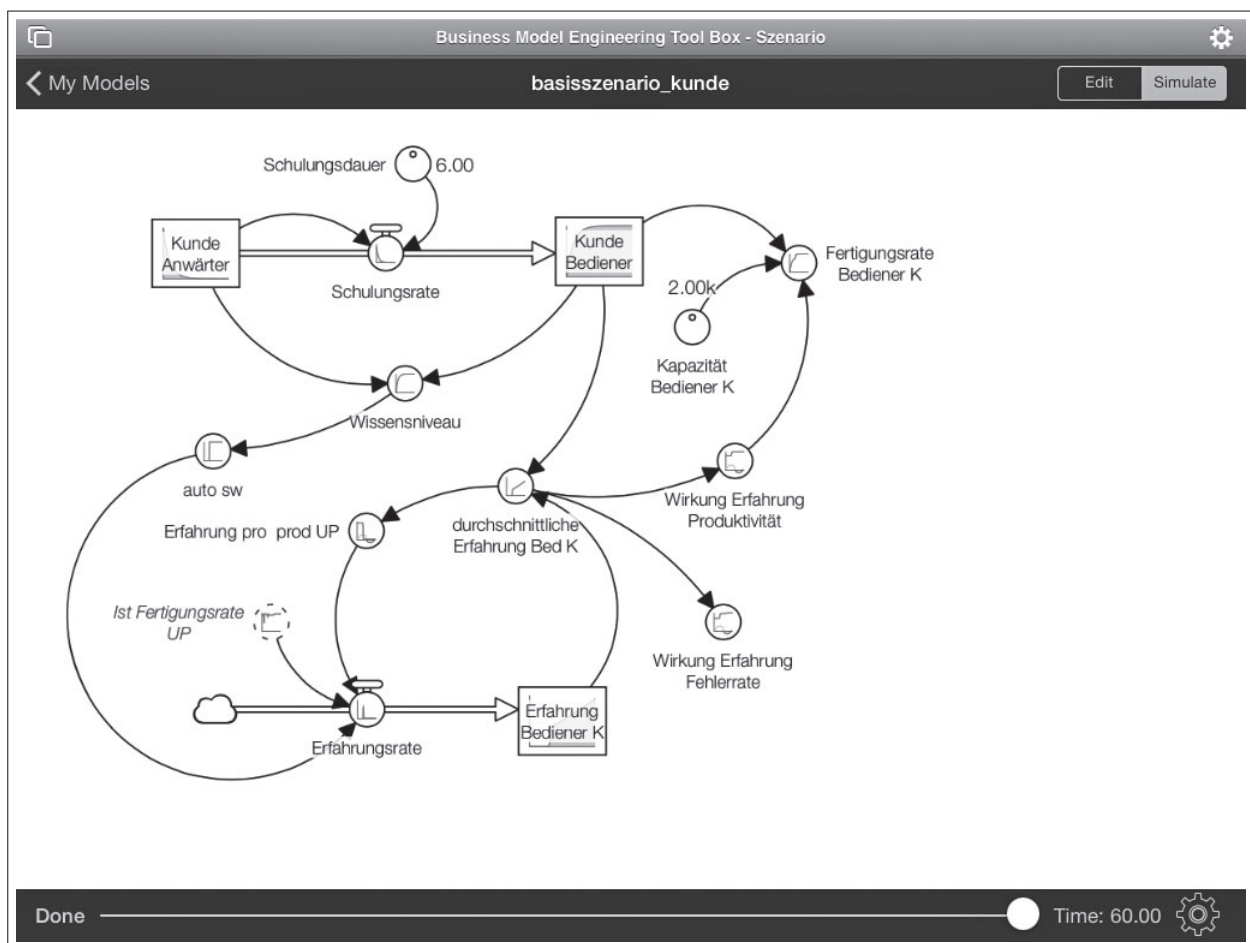 Business Model Engineering Tool Box - Szenario
My Models
basisszenario_kunde
Edit
Simulate
Schulungsdauer
6.00
Kunde
Anwärter
Schulungsrate
Kunde
Bediener
Fertigungsrate
Bediener K
2.00k
Kapazität
Bediener K
Wissensniveau
auto sw
Wirkung Erfahrung
Produktivität
Erfahrung pro prod UP
durchschnittliche
Erfahrung Bed K
Ist Fertigungsrate
UP
Wirkung Erfahrung
Fehlerrate
Erfahrung
Bediener K
Erfahrungsrate
Done
Time: 60.00